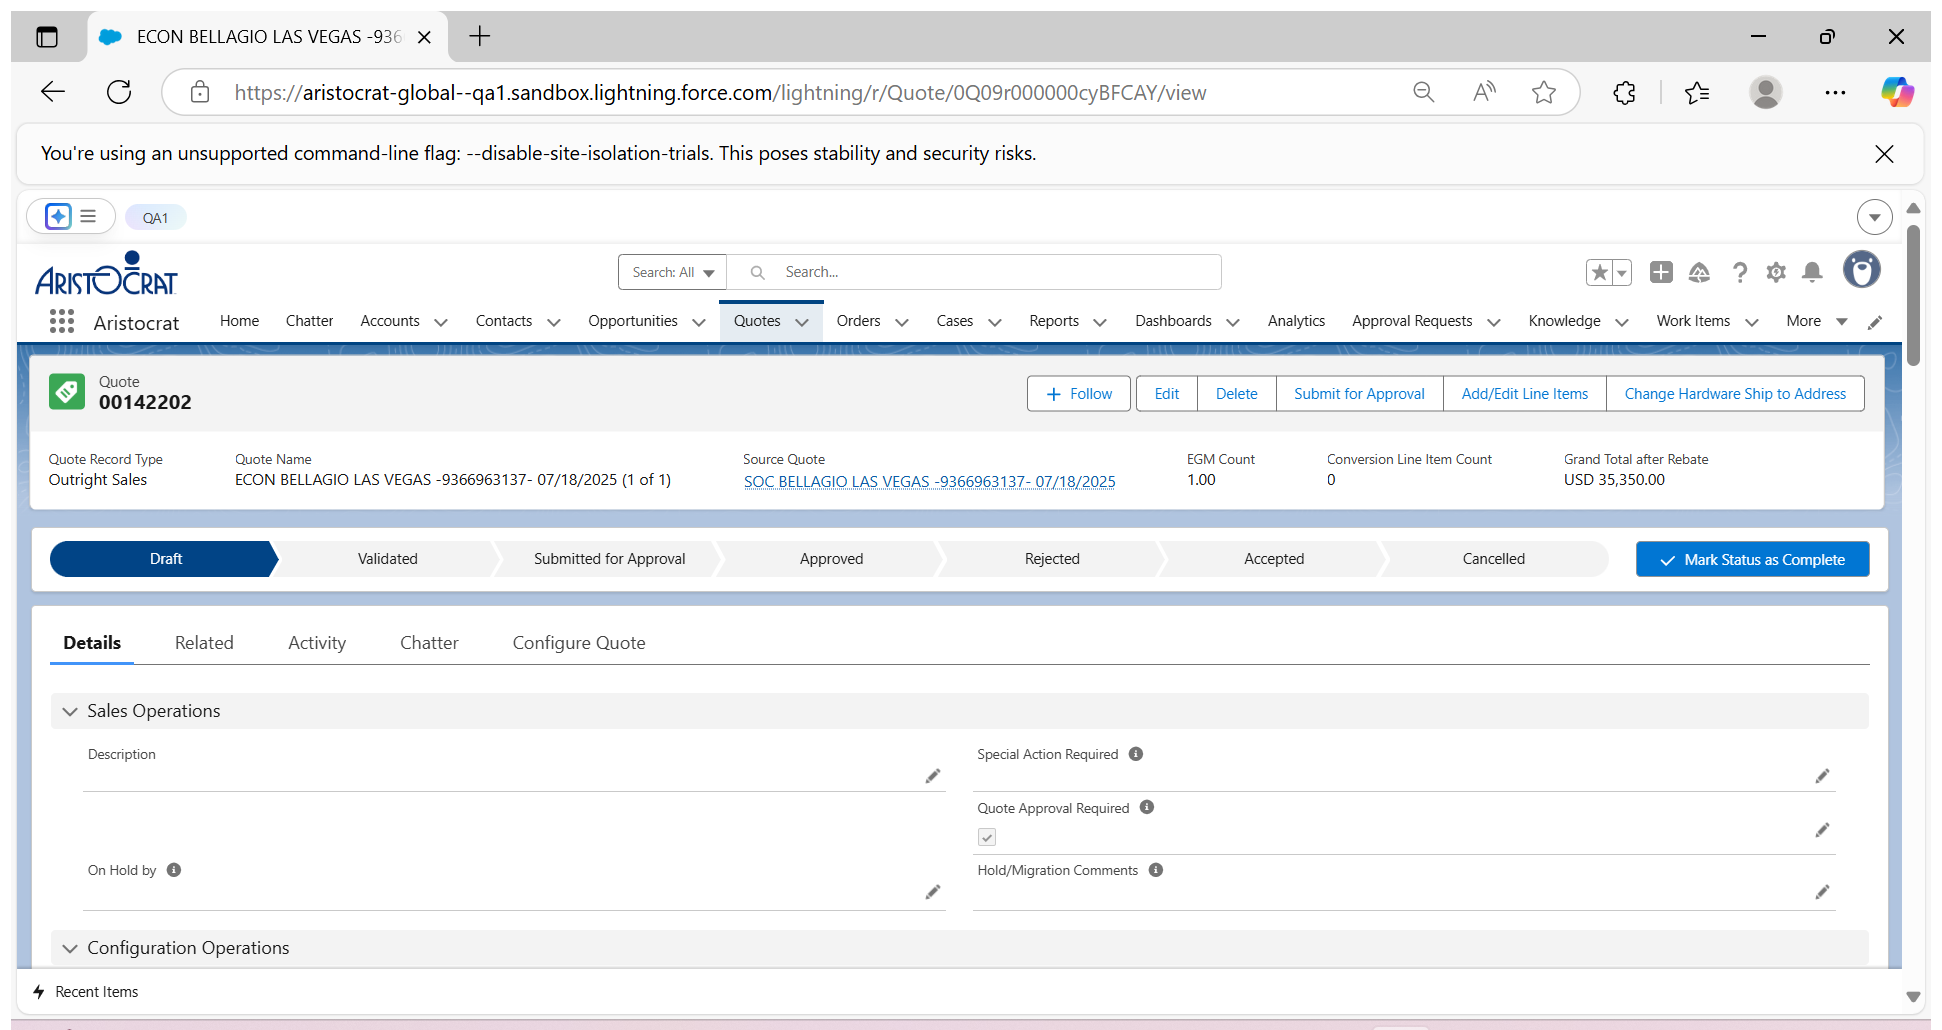 ECON BELLAGIO LAS VEGAS -936
https://aristocrat-global--qa1.sandbox.lightning.force.com/lightning/r/Quote/0Q09r000000cyBFCAY/view
You're using an unsupported command-line flag: --disable-site-isolation-trials. This poses stability and security risks.
QA1
ARISTOCRAT
Search: All Search...
Aristocrat Home Chatter Accounts Contacts Opportunities Quotes Orders Cases Reports Dashboards Analytics Approval Requests Knowledge Work Items More
Quote
00142202
Follow Edit Delete Submit for Approval Add/Edit Line Items Change Hardware Ship to Address
Quote Record Type Quote Name Source Quote EGM Count Conversion Line Item Count Grand Total after Rebate
Outright Sales ECON BELLAGIO LAS VEGAS -9366963137- 07/18/2025 (1 of 1) SOC BELLAGIO LAS VEGAS -9366963137- 07/18/2025 1.00 0 USD 35,350.00
Draft Validated Submitted for Approval Approved Rejected Accepted Cancelled Mark Status as Complete
Details Related Activity Chatter Configure Quote
Sales Operations
Description Special Action Required
Quote Approval Required
On Hold by Hold/Migration Comments
Configuration Operations
Recent Items